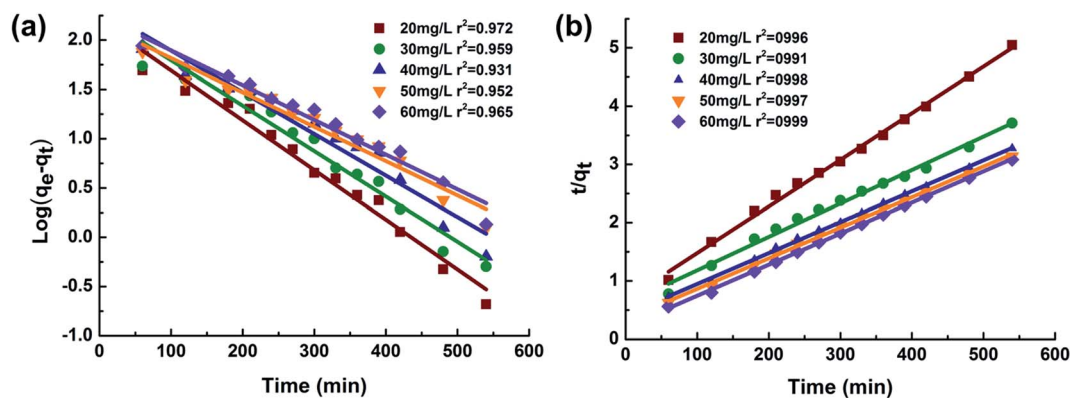 (a)
20mg/L r²=0.972
30mg/L r²=0.959
40mg/L r²=0.931
50mg/L r²=0.952
60mg/L r²=0.965
2.0
1.5
1.0
0.5
0.0
-0.5
-1.0
Log(qe-qt)
0 100 200 300 400 500 600
Time (min)
(b)
20mg/L r²=0996
30mg/L r²=0991
40mg/L r²=0998
50mg/L r²=0997
60mg/L r²=0999
5
4
3
2
1
0
t/qt
0 100 200 300 400 500 600
Time (min)